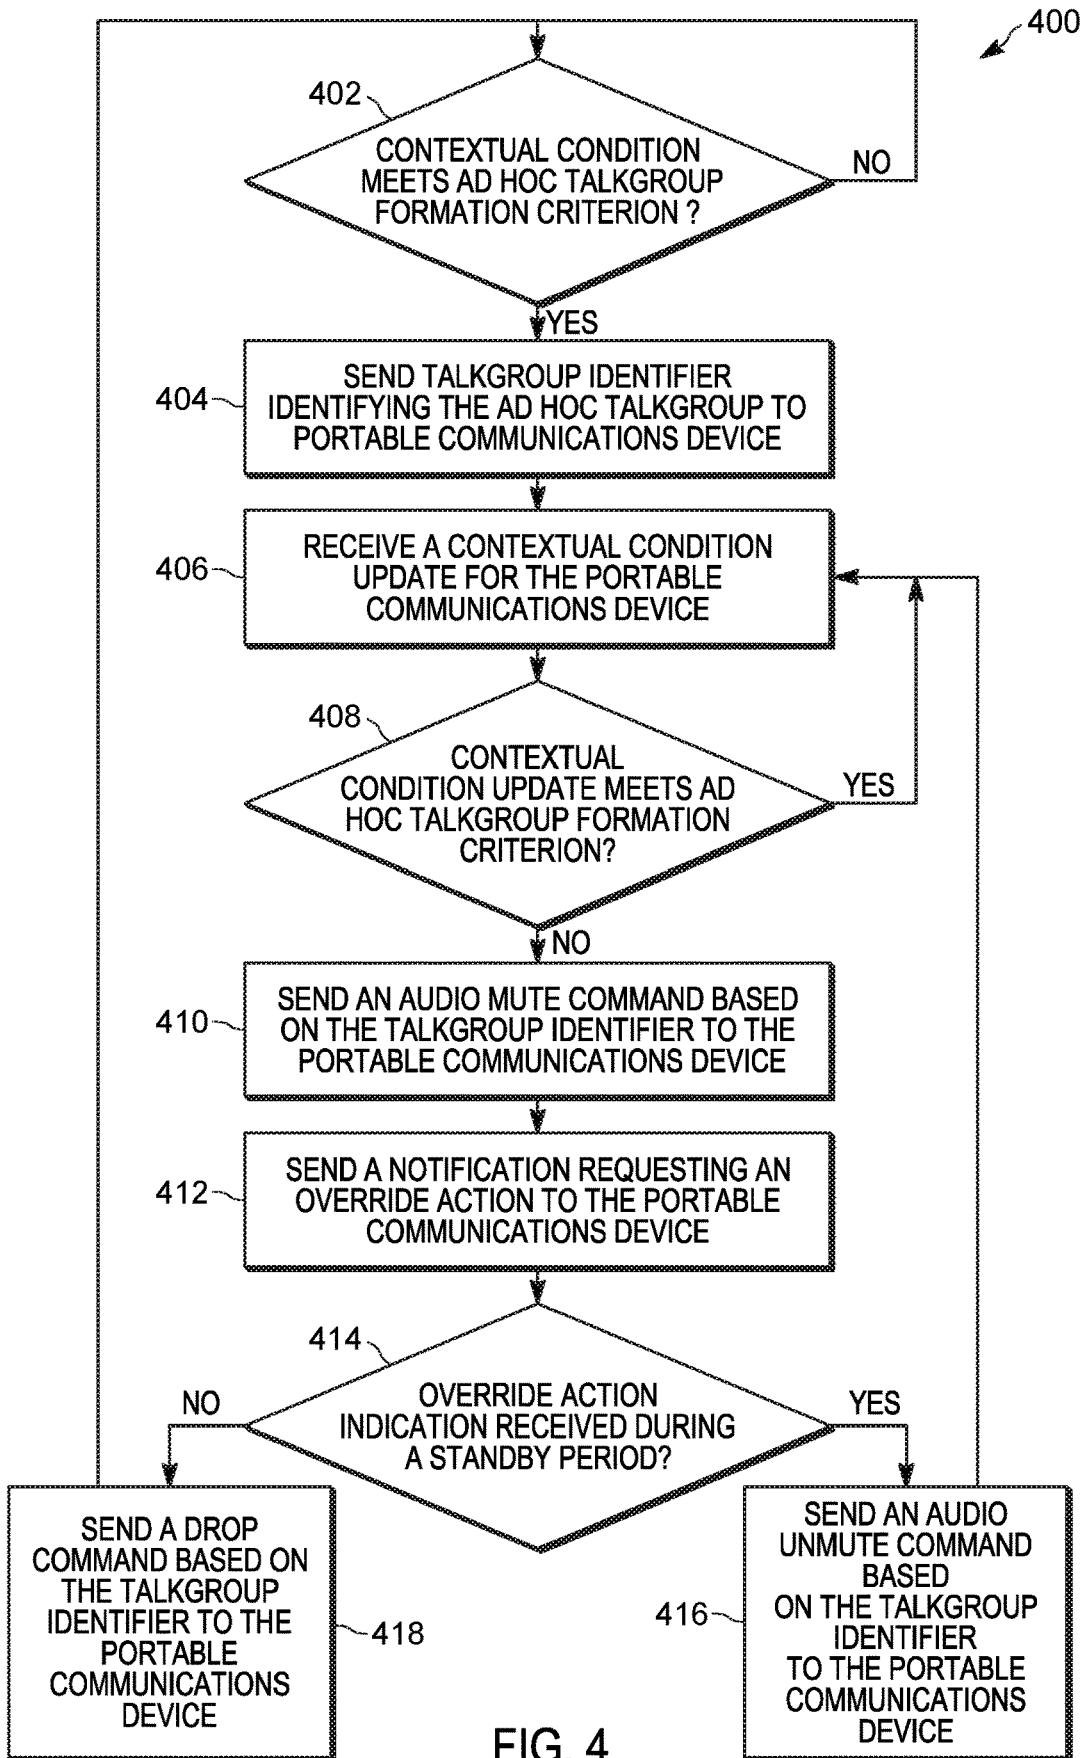 400
402
CONTEXTUAL CONDITION
MEETS AD HOC TALKGROUP
FORMATION CRITERION ?
NO
YES
404
SEND TALKGROUP IDENTIFIER
IDENTIFYING THE AD HOC TALKGROUP TO
PORTABLE COMMUNICATIONS DEVICE
406
RECEIVE A CONTEXTUAL CONDITION
UPDATE FOR THE PORTABLE
COMMUNICATIONS DEVICE
408
CONTEXTUAL
CONDITION UPDATE MEETS AD
HOC TALKGROUP FORMATION
CRITERION?
YES
NO
410
SEND AN AUDIO MUTE COMMAND BASED
ON THE TALKGROUP IDENTIFIER TO THE
PORTABLE COMMUNICATIONS DEVICE
412
SEND A NOTIFICATION REQUESTING AN
OVERRIDE ACTION TO THE PORTABLE
COMMUNICATIONS DEVICE
414
OVERRIDE ACTION
INDICATION RECEIVED DURING
A STANDBY PERIOD?
NO
YES
SEND A DROP
COMMAND BASED ON
THE TALKGROUP
IDENTIFIER TO THE
PORTABLE
COMMUNICATIONS
DEVICE
418
416
SEND AN AUDIO
UNMUTE COMMAND
BASED
ON THE TALKGROUP
IDENTIFIER
TO THE PORTABLE
COMMUNICATIONS
DEVICE
FIG. 4